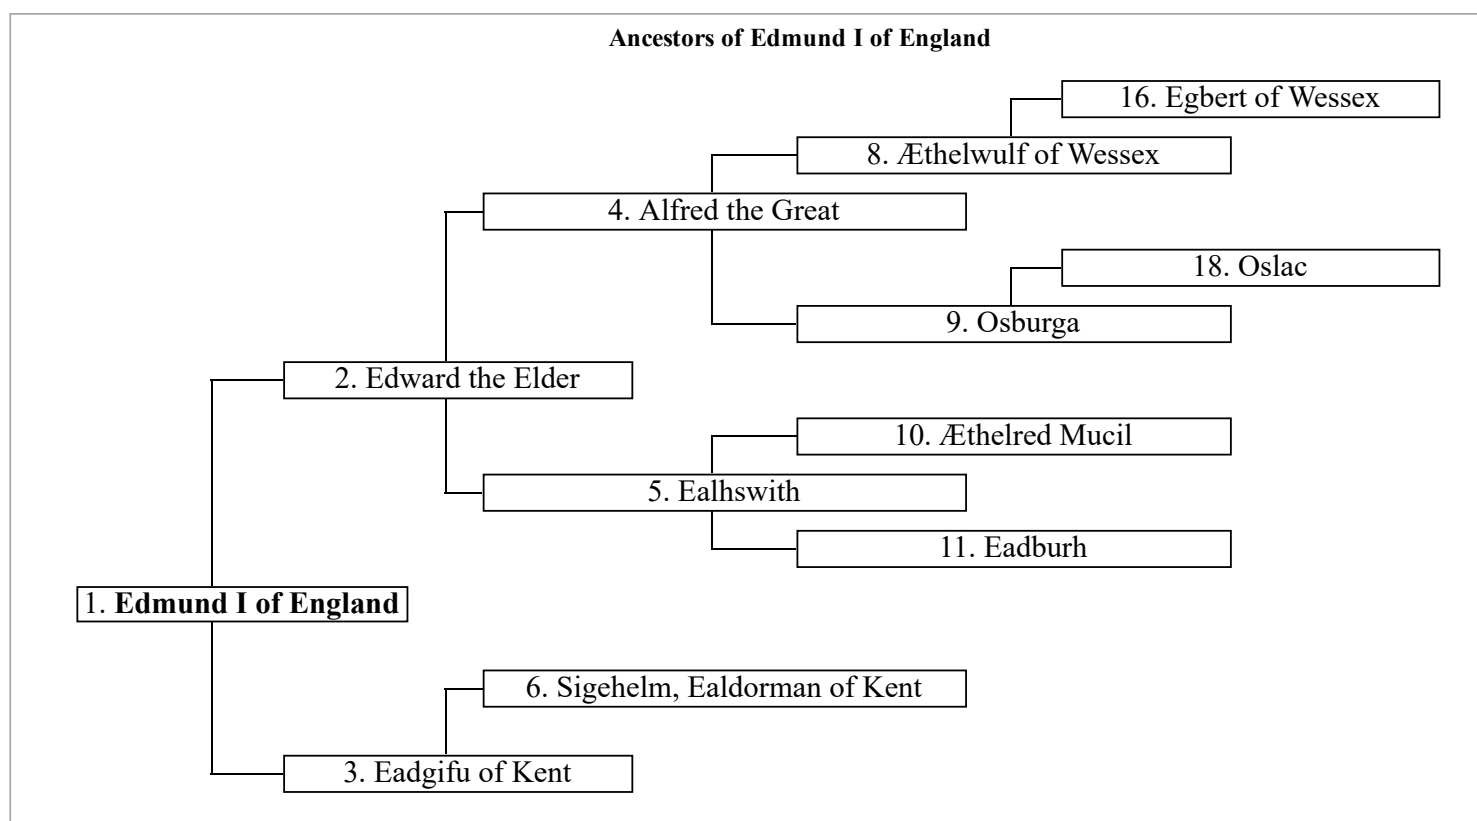 Ancestors of Edmund I of England
16. Egbert of Wessex
8. Æthelwulf of Wessex
4. Alfred the Great
18. Oslac
9. Osburga
2. Edward the Elder
10. Æthelred Mucil
5. Ealhswith
11. Eadburh
1. Edmund I of England
6. Sigehelm, Ealdorman of Kent
3. Eadgifu of Kent